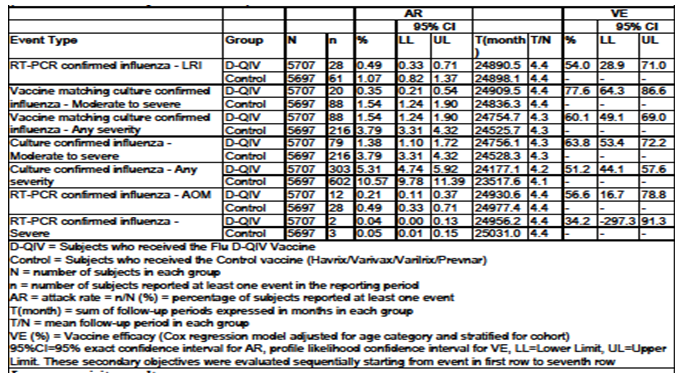 AR VE
95% CI 95% CI
Event Type Group N n % LL UL T(month) T/N % LL UL
RT-PCR confirmed influenza - LRI D-QIV 5707 28 0.49 0.33 0.71 24890.5 4.4 54.0 28.9 71.0
Control 5697 61 1.07 0.82 1.37 24898.1 4.4 - - -
Vaccine matching culture confirmed D-QIV 5707 20 0.35 0.21 0.54 24909.5 4.4 77.6 64.3 86.6
influenza - Moderate to severe Control 5697 88 1.54 1.24 1.90 24836.3 4.4 - - -
Vaccine matching culture confirmed D-QIV 5707 88 1.54 1.24 1.90 24754.7 4.3 60.1 49.1 69.0
influenza - Any severity Control 5697 216 3.79 3.31 4.32 24525.7 4.3 - - -
Culture confirmed influenza - D-QIV 5707 79 1.38 1.10 1.72 24756.1 4.3 63.8 53.4 72.2
Moderate to severe Control 5697 216 3.79 3.31 4.32 24528.3 4.3 - - -
Culture confirmed influenza - Any D-QIV 5707 303 5.31 4.74 5.92 24177.1 4.2 51.2 44.1 57.6
severity Control 5697 602 10.57 9.78 11.39 23517.6 4.1 - - -
RT-PCR confirmed influenza - AOM D-QIV 5707 12 0.21 0.11 0.37 24930.6 4.4 56.6 16.7 78.8
Control 5697 28 0.49 0.33 0.71 24977.4 4.4 - - -
RT-PCR confirmed influenza - D-QIV 5707 2 0.04 0.00 0.13 24956.2 4.4 34.2 -297.3 91.3
Severe Control 5697 3 0.05 0.01 0.15 25031.0 4.4 - - -
D-QIV = Subjects who received the Flu D-QIV Vaccine
Control = Subjects who received the Control vaccine (Havrix/Varivax/Varilrix/Prevnar)
N = number of subjects in each group
n = number of subjects reported at least one event in the reporting period
AR = attack rate = n/N (%) = percentage of subjects reported at least one event
T(month) = sum of follow-up periods expressed in months in each group
T/N = mean follow-up period in each group
VE (%) = Vaccine efficacy (Cox regression model adjusted for age category and stratified for cohort)
95%CI=95% exact confidence interval for AR, profile likelihood confidence interval for VE, LL=Lower Limit, UL=Upper
Limit. These secondary objectives were evaluated sequentially starting from event in first row to seventh row